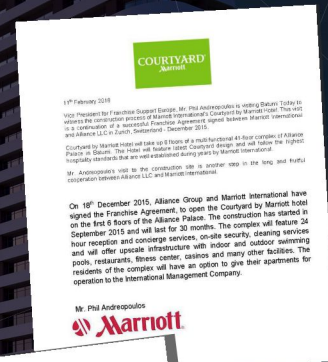 COURTYARD®
Marriott.
11th February 2016
Vice President for Franchise Support Europe, Mr. Phil Andreopoulos is visiting Batumi Today to
witness the construction process of Marriott International's Courtyard by Marriott Hotel. This visit
is a continuation of a successful Franchise Agreement signed between Marriott International
and Alliance LLC in Zurich, Switzerland - December 2015.
Courtyard by Marriott Hotel will take up 6 floors of a multi functional 41-floor complex of Alliance
Palace in Batumi. The Hotel will feature latest Courtyard design and will follow the highest
hospitality standards that are well established during years by Marriott International.
Mr. Andreopoulos's visit to the construction site is another step in the long and fruitful
cooperation between Alliance LLC and Marriott International.
On 18th December 2015, Alliance Group and Marriott International have
signed the Franchise Agreement, to open the Courtyard by Marriott hotel
on the first 6 floors of the Alliance Palace. The construction has started in
September 2015 and will last for 30 months. The complex will feature 24
hour reception and concierge services, on-site security, cleaning services
and will offer upscale infrastructure with indoor and outdoor swimming
pools, restaurants, fitness center, casinos and many other facilities. The
residents of the complex will have an option to give their apartments for
operation to the International Management Company.
Mr. Phil Andreopoulos
Marriott.